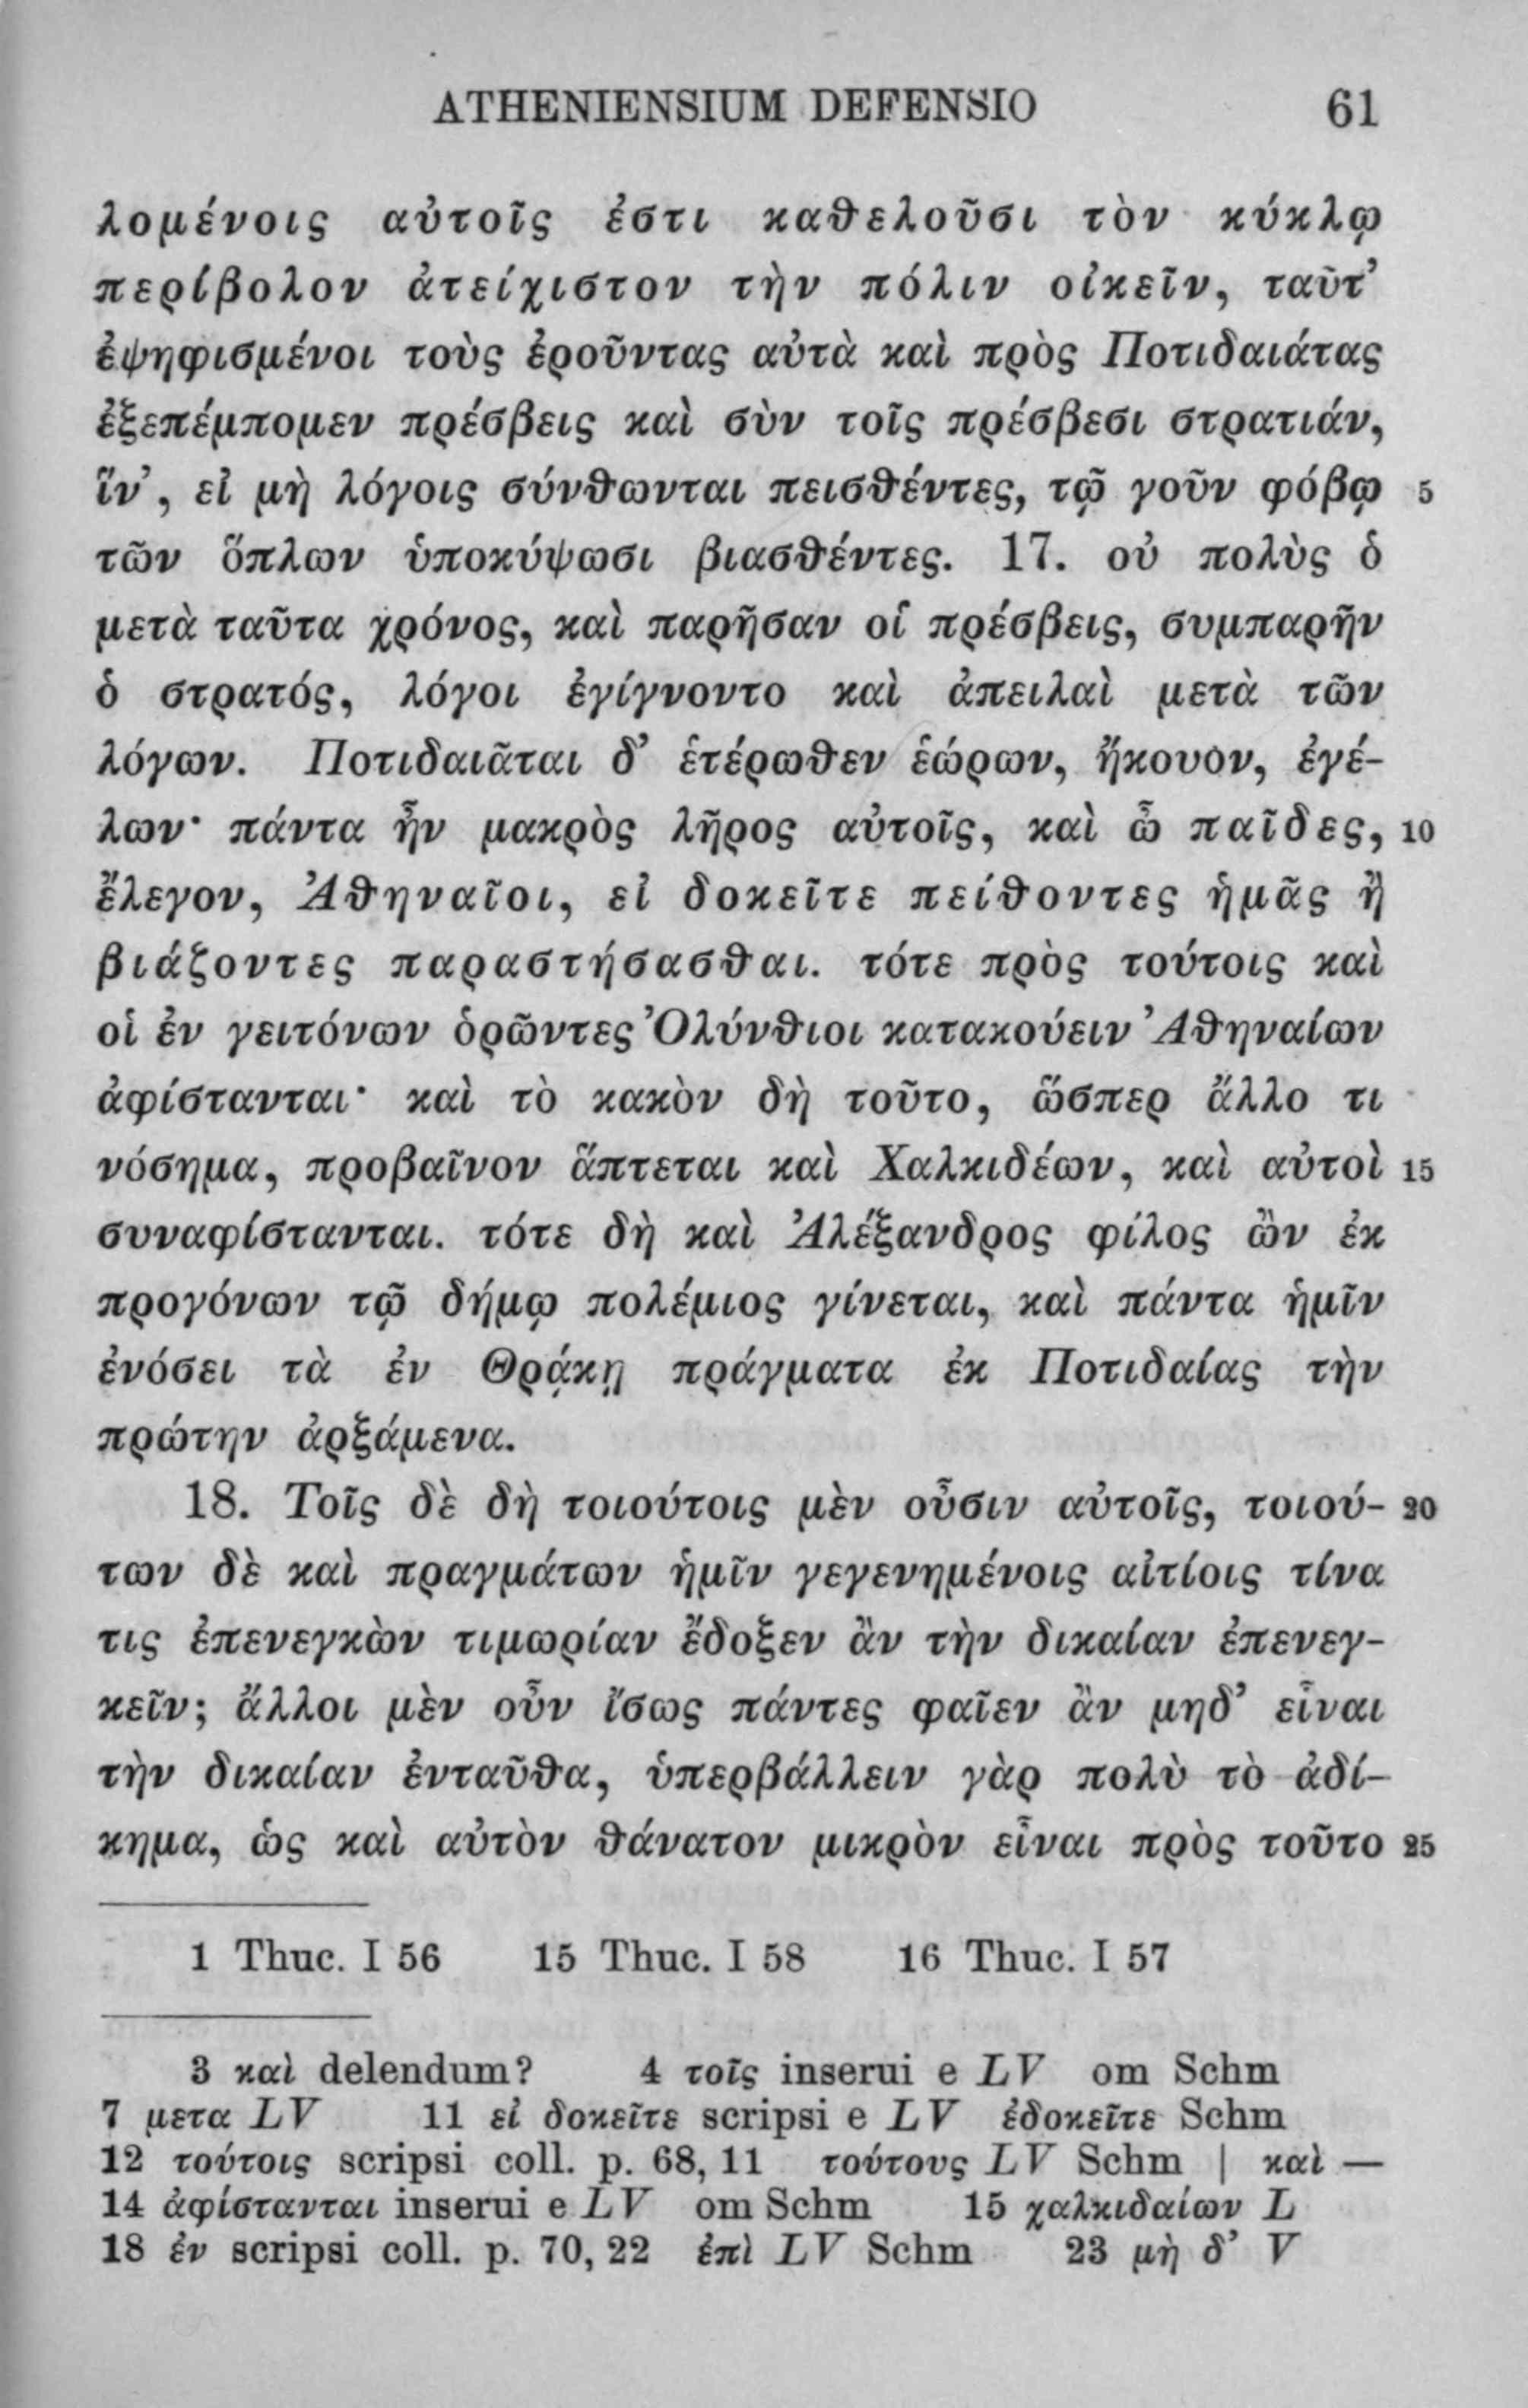 ATHENIENSIUM DEFENSIO 61
λομένοις αὐτοῖς ἐστι καθελοῦσι τὸν κύκλῳ
περίβολον ἀτείχιστον τὴν πόλιν οἰκεῖν, ταῦτ’
ἐψηφισμένοι τοὺς ἐροῦντας αὐτὰ καὶ πρὸς Ποτιδαιάτας
ἐξεπέμπομεν πρέσβεις καὶ σὺν τοῖς πρέσβεσι στρατιάν,
ἵν’, εἰ μὴ λόγοις σύνθωνται πεισθέντες, τῷ γοῦν φόβῳ 5
τῶν ὅπλων ὑποκύψωσι βιασθέντες. 17. οὐ πολὺς ὁ
μετὰ ταῦτα χρόνος, καὶ παρῆσαν οἱ πρέσβεις, συμπαρῆν
ὁ στρατός, λόγοι ἐγίγνοντο καὶ ἀπειλαὶ μετὰ τῶν
λόγων. Ποτιδαιᾶται δ’ ἑτέρωθεν ἑώρων, ἤκουον, ἐγέ-
λων· πάντα ἦν μακρὸς λῆρος αὐτοῖς, καὶ ὦ παῖδες, 10
ἔλεγον, Ἀθηναῖοι, εἰ δοκεῖτε πείθοντες ἡμᾶς ἢ
βιάζοντες παραστήσασθαι. τότε πρὸς τούτοις καὶ
οἱ ἐν γειτόνων ὁρῶντες Ὀλύνθιοι κατακούειν Ἀθηναίων
ἀφίστανται· καὶ τὸ κακὸν δὴ τοῦτο, ὥσπερ ἄλλο τι
νόσημα, προβαῖνον ἅπτεται καὶ Χαλκιδέων, καὶ αὐτοὶ 15
συναφίστανται. τότε δὴ καὶ Ἀλέξανδρος φίλος ὢν ἐκ
προγόνων τῷ δήμῳ πολέμιος γίνεται, καὶ πάντα ἡμῖν
ἐνόσει τὰ ἐν Θρᾴκῃ πράγματα ἐκ Ποτιδαίας τὴν
πρώτην ἀρξάμενα.
18. Τοῖς δὲ δὴ τοιούτοις μὲν οὖσιν αὐτοῖς, τοιού- 20
των δὲ καὶ πραγμάτων ἡμῖν γεγενημένοις αἰτίοις τίνα
τις ἐπενεγκὼν τιμωρίαν ἔδοξεν ἂν τὴν δικαίαν ἐπενεγ-
κεῖν; ἄλλοι μὲν οὖν ἴσως πάντες φαῖεν ἂν μηδ’ εἶναι
τὴν δικαίαν ἐνταῦθα, ὑπερβάλλειν γὰρ πολὺ τὸ ἀδί-
κημα, ὡς καὶ αὐτὸν θάνατον μικρὸν εἶναι πρὸς τοῦτο 25
1 Thuc. I 56 15 Thuc. I 58 16 Thuc. I 57
3 καὶ delendum? 4 τοῖς inserui e LV om Schm
7 μετα LV 11 εἰ δοκεῖτε scripsi e LV ἐδοκεῖτε Schm
12 τούτοις scripsi coll. p. 68, 11 τούτους LV Schm | καὶ —
14 ἀφίστανται inserui e LV om Schm 15 χαλκιδαίων L
18 ἐν scripsi coll. p. 70, 22 ἐπὶ LV Schm 23 μὴ δ’ V